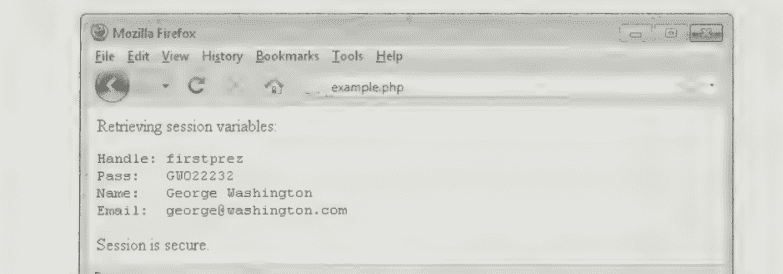 Mozilla Firefox
File Edit View History Bookmarks Tools Help
example.php
Retrieving session variables:
Handle: firstprez
Pass: GW022232
Name: George Washington
Email: george@washington.com
Session is secure.